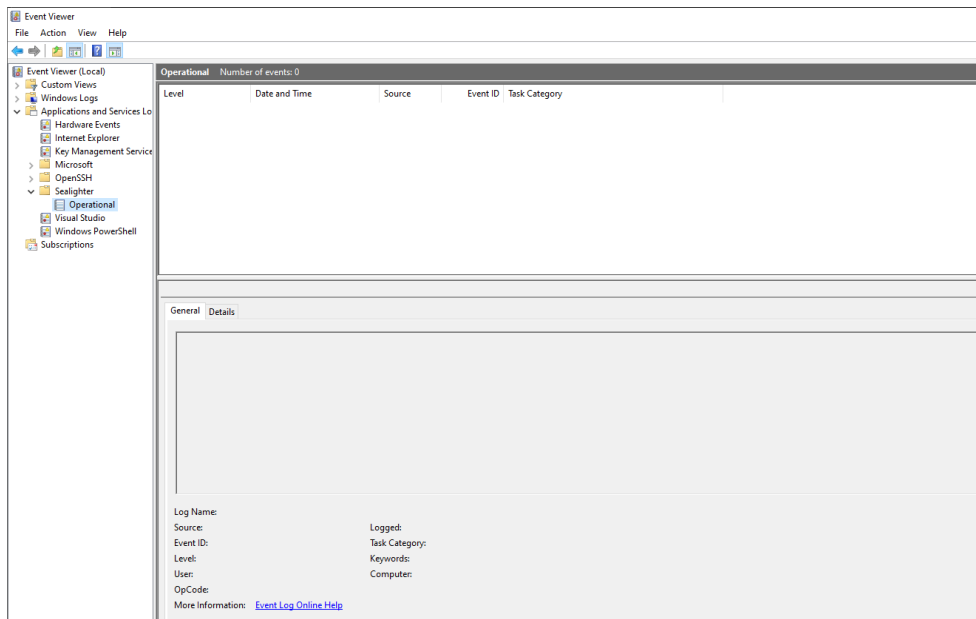 Event Viewer
File Action View Help
Event Viewer (Local)
Custom Views
Windows Logs
Applications and Services Lo
Hardware Events
Internet Explorer
Key Management Service
Microsoft
OpenSSH
Sealighter
Operational
Visual Studio
Windows PowerShell
Subscriptions
Operational Number of events: 0
Level Date and Time Source Event ID Task Category
General Details
Log Name:
Source: Logged:
Event ID: Task Category:
Level: Keywords:
User: Computer:
OpCode:
More Information: Event Log Online Help